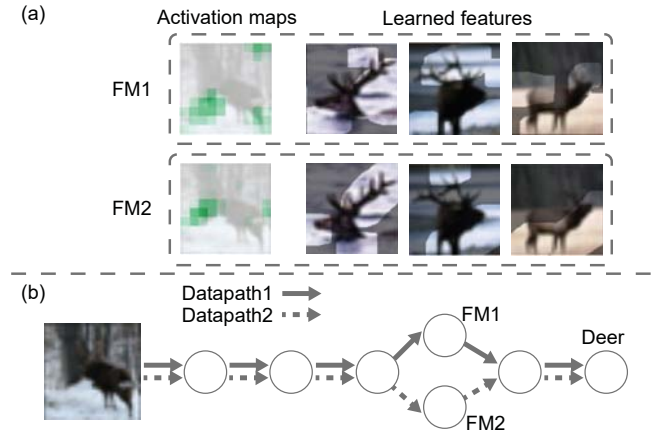 (a)
Activation maps
Learned features
FM1
FM2
(b)
Datapath1
Datapath2
FM1
Deer
FM2